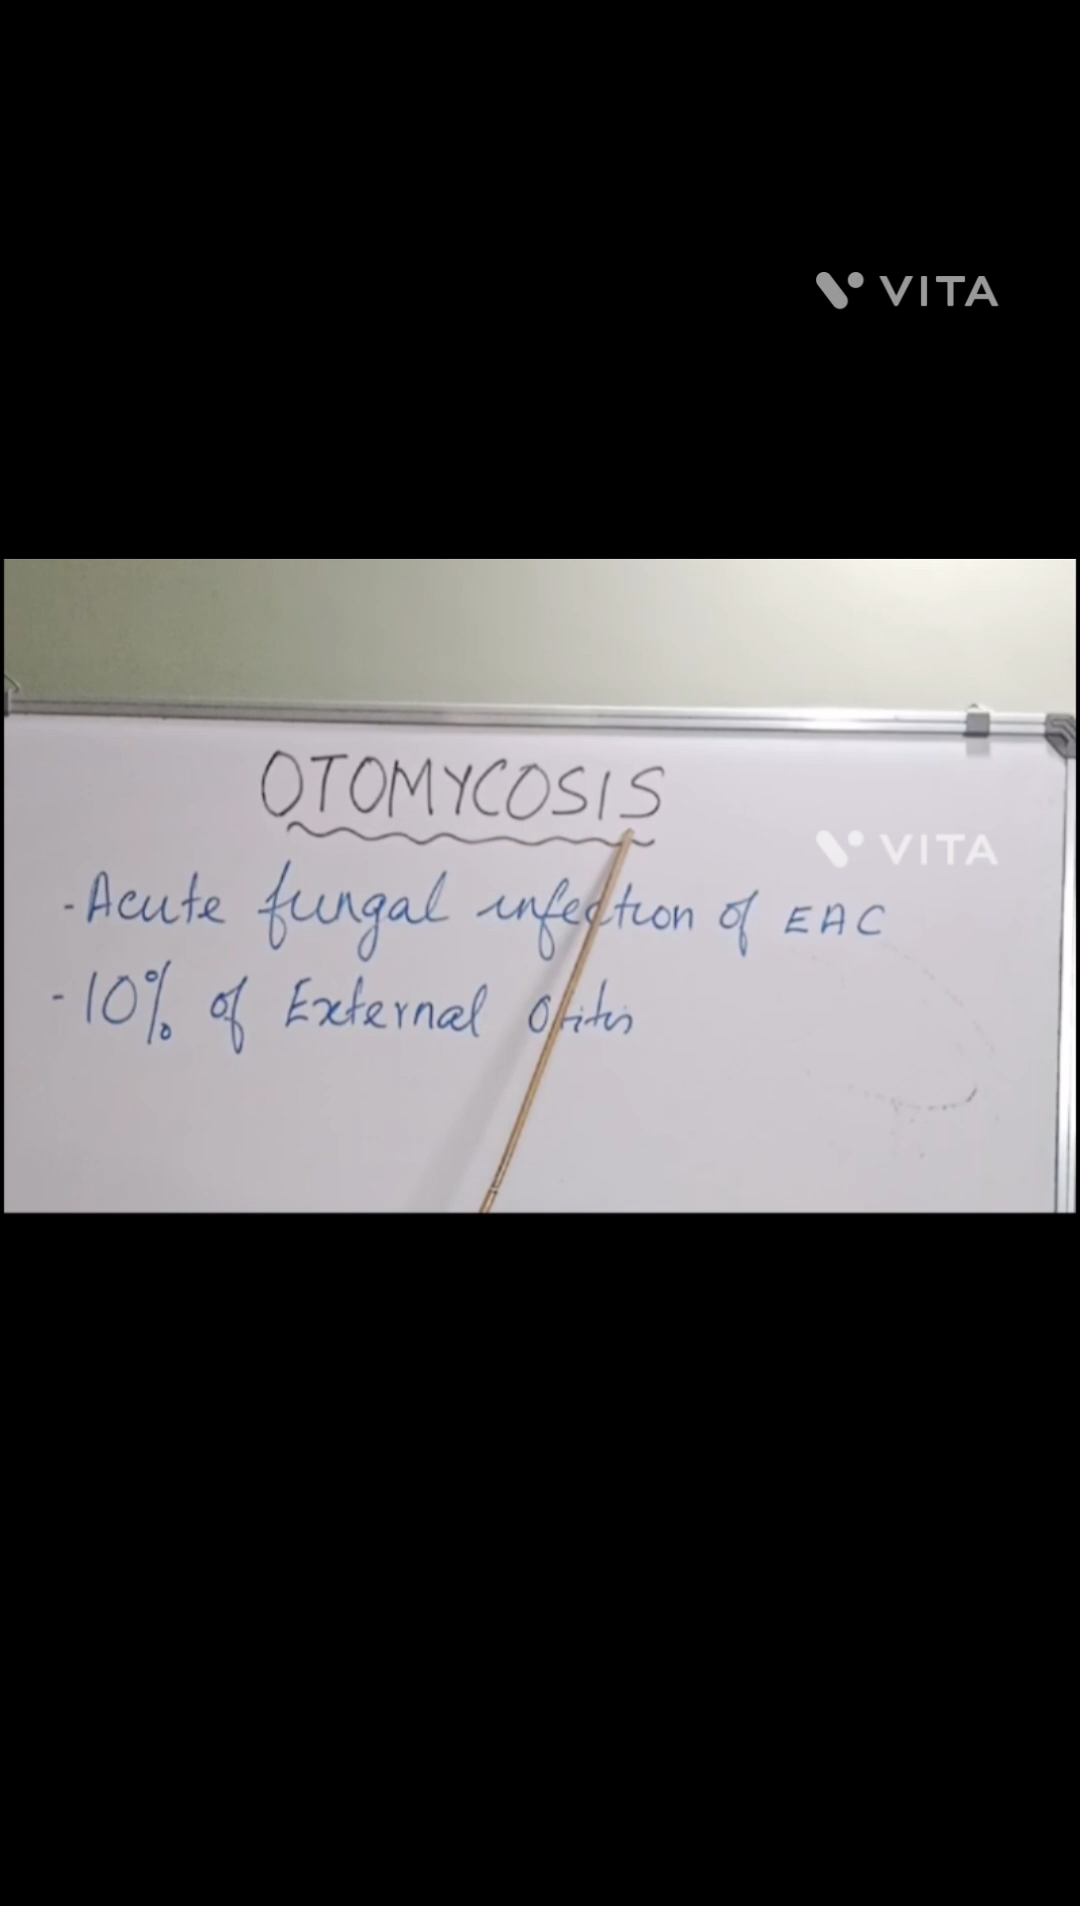 VITA
OTOMYCOSIS
VITA
- Acute fungal infection of EAC
- 10% of External Otitis